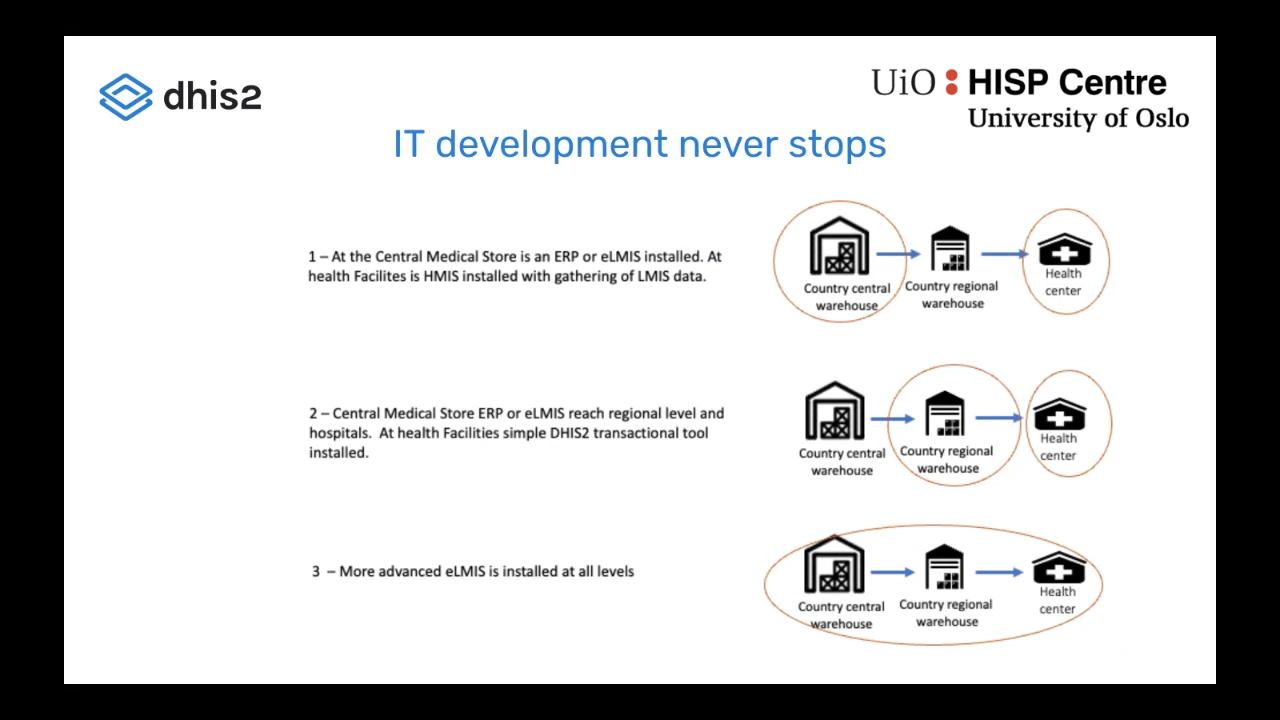 dhis2
UiO HISP Centre
University of Oslo
IT development never stops
1 – At the Central Medical Store is an ERP or eLMIS installed. At
health Facilites is HMIS installed with gathering of LMIS data.
Country central
warehouse
Country regional
warehouse
Health
center
2 – Central Medical Store ERP or eLMIS reach regional level and
hospitals. At health Facilities simple DHIS2 transactional tool
installed.
Country central
warehouse
Country regional
warehouse
Health
center
3 – More advanced eLMIS is installed at all levels
Country central
warehouse
Country regional
warehouse
Health
center